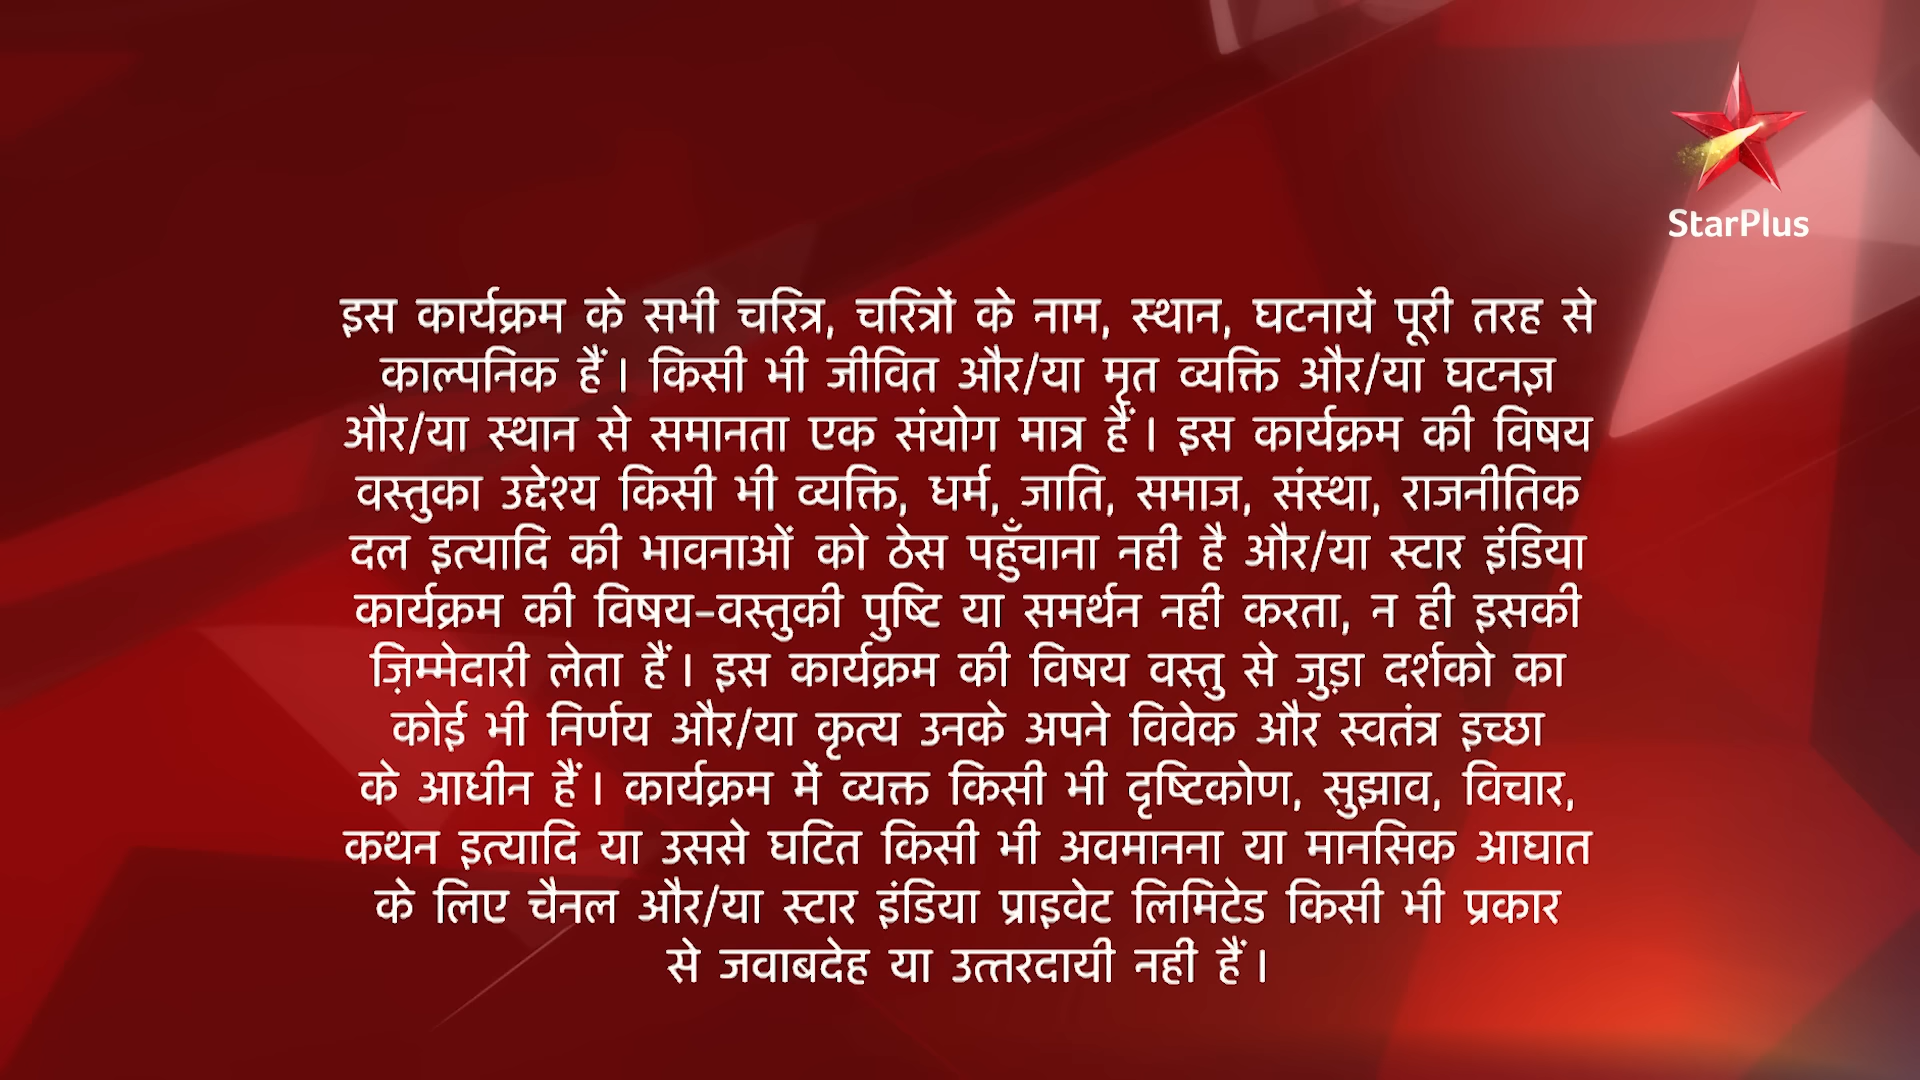 StarPlus
इस कार्यक्रम के सभी चरित्र, चरित्रों के नाम, स्थान, घटनायें पूरी तरह से
काल्पनिक हैं। किसी भी जीवित और/या मृत व्यक्ति और/या घटनज्ञ
और/या स्थान से समानता एक संयोग मात्र हैं। इस कार्यक्रम की विषय
वस्तुका उद्देश्य किसी भी व्यक्ति, धर्म, जाति, समाज, संस्था, राजनीतिक
दल इत्यादि की भावनाओं को ठेस पहुँचाना नही है और/या स्टार इंडिया
कार्यक्रम की विषय-वस्तुकी पुष्टि या समर्थन नही करता, न ही इसकी
ज़िम्मेदारी लेता हैं। इस कार्यक्रम की विषय वस्तु से जुड़ा दर्शको का
कोई भी निर्णय और/या कृत्य उनके अपने विवेक और स्वतंत्र इच्छा
के आधीन हैं। कार्यक्रम में व्यक्त किसी भी दृष्टिकोण, सुझाव, विचार,
कथन इत्यादि या उससे घटित किसी भी अवमानना या मानसिक आघात
के लिए चैनल और/या स्टार इंडिया प्राइवेट लिमिटेड किसी भी प्रकार
से जवाबदेह या उत्तरदायी नही हैं।